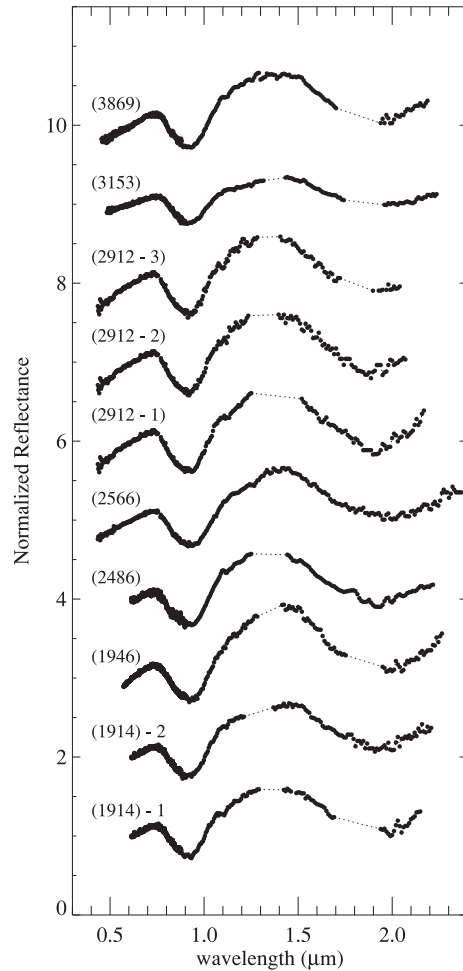 10
8
6
4
2
0
Normalized Reflectance
(3869)
(3153)
(2912 - 3)
(2912 - 2)
(2912 - 1)
(2566)
(2486)
(1946)
(1914) - 2
(1914) - 1
0.5 1.0 1.5 2.0
wavelength (μm)